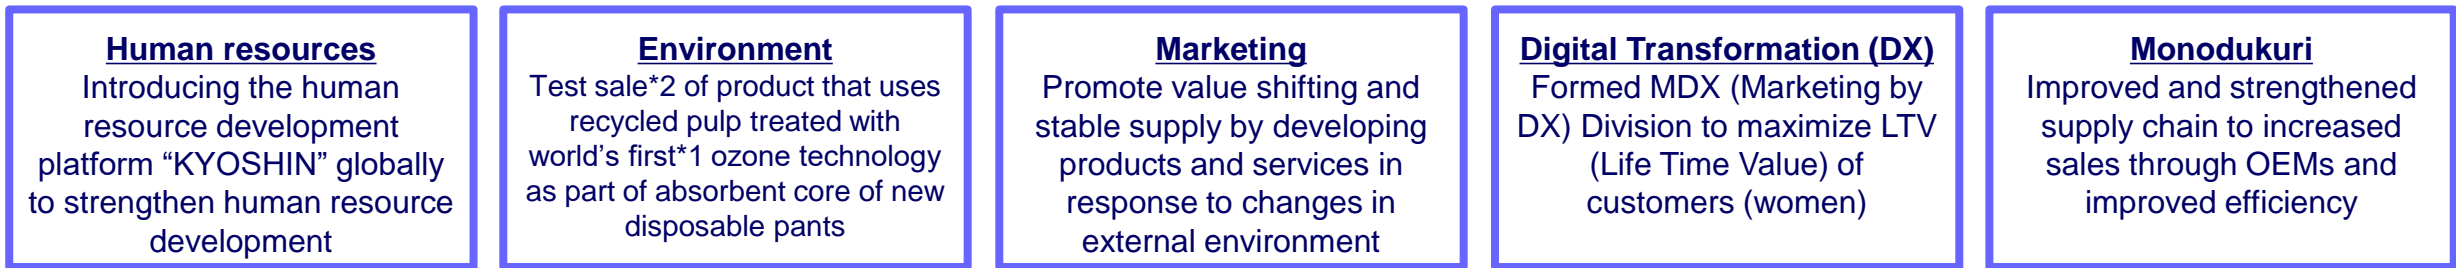 Human resources
Introducing the human
resource development
platform “KYOSHIN” globally
to strengthen human resource
development
Environment
Test sale*2 of product that uses
recycled pulp treated with
world’s first*1 ozone technology
as part of absorbent core of new
disposable pants
Marketing
Promote value shifting and
stable supply by developing
products and services in
response to changes in
external environment
Digital Transformation (DX)
Formed MDX (Marketing by
DX) Division to maximize LTV
(Life Time Value) of
customers (women)
Monodukuri
Improved and strengthened
supply chain to increased
sales through OEMs and
improved efficiency